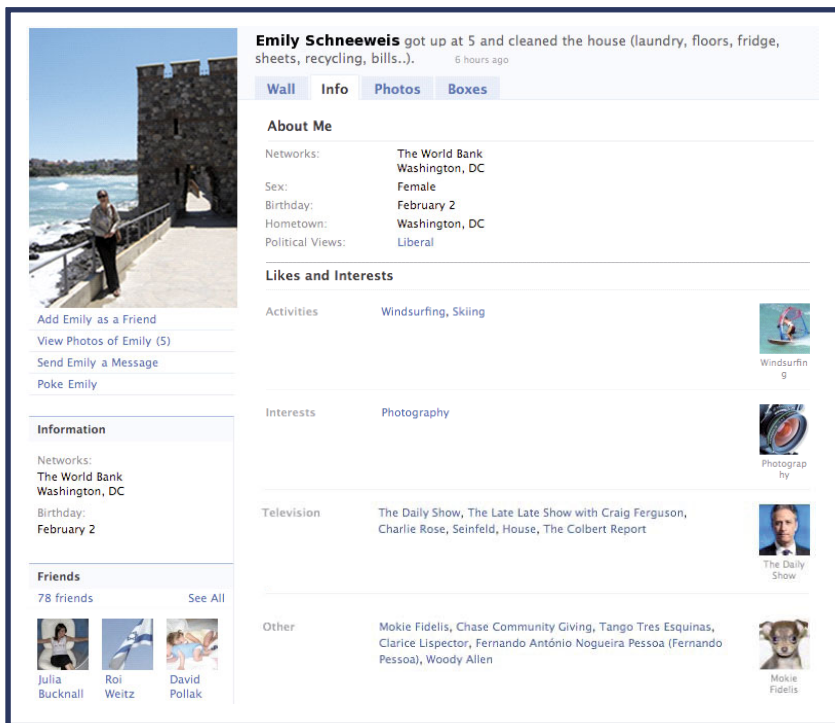 Emily Schneeweis got up at 5 and cleaned the house (laundry, floors, fridge,
sheets, recycling, bills..). 6 hours ago
Wall Info Photos Boxes
About Me
Networks: The World Bank
Washington, DC
Sex: Female
Birthday: February 2
Hometown: Washington, DC
Political Views: Liberal
Likes and Interests
Activities Windsurfing, Skiing
Windsurfin
g
Interests Photography
Photograp
hy
Television The Daily Show, The Late Late Show with Craig Ferguson,
Charlie Rose, Seinfeld, House, The Colbert Report
The Daily
Show
Other Mokie Fidelis, Chase Community Giving, Tango Tres Esquinas,
Clarice Lispector, Fernando António Nogueira Pessoa (Fernando
Pessoa), Woody Allen
Mokie
Fidelis
Add Emily as a Friend
View Photos of Emily (5)
Send Emily a Message
Poke Emily
Information
Networks:
The World Bank
Washington, DC
Birthday:
February 2
Friends
78 friends See All
Julia
Bucknall
Roi
Weitz
David
Pollak